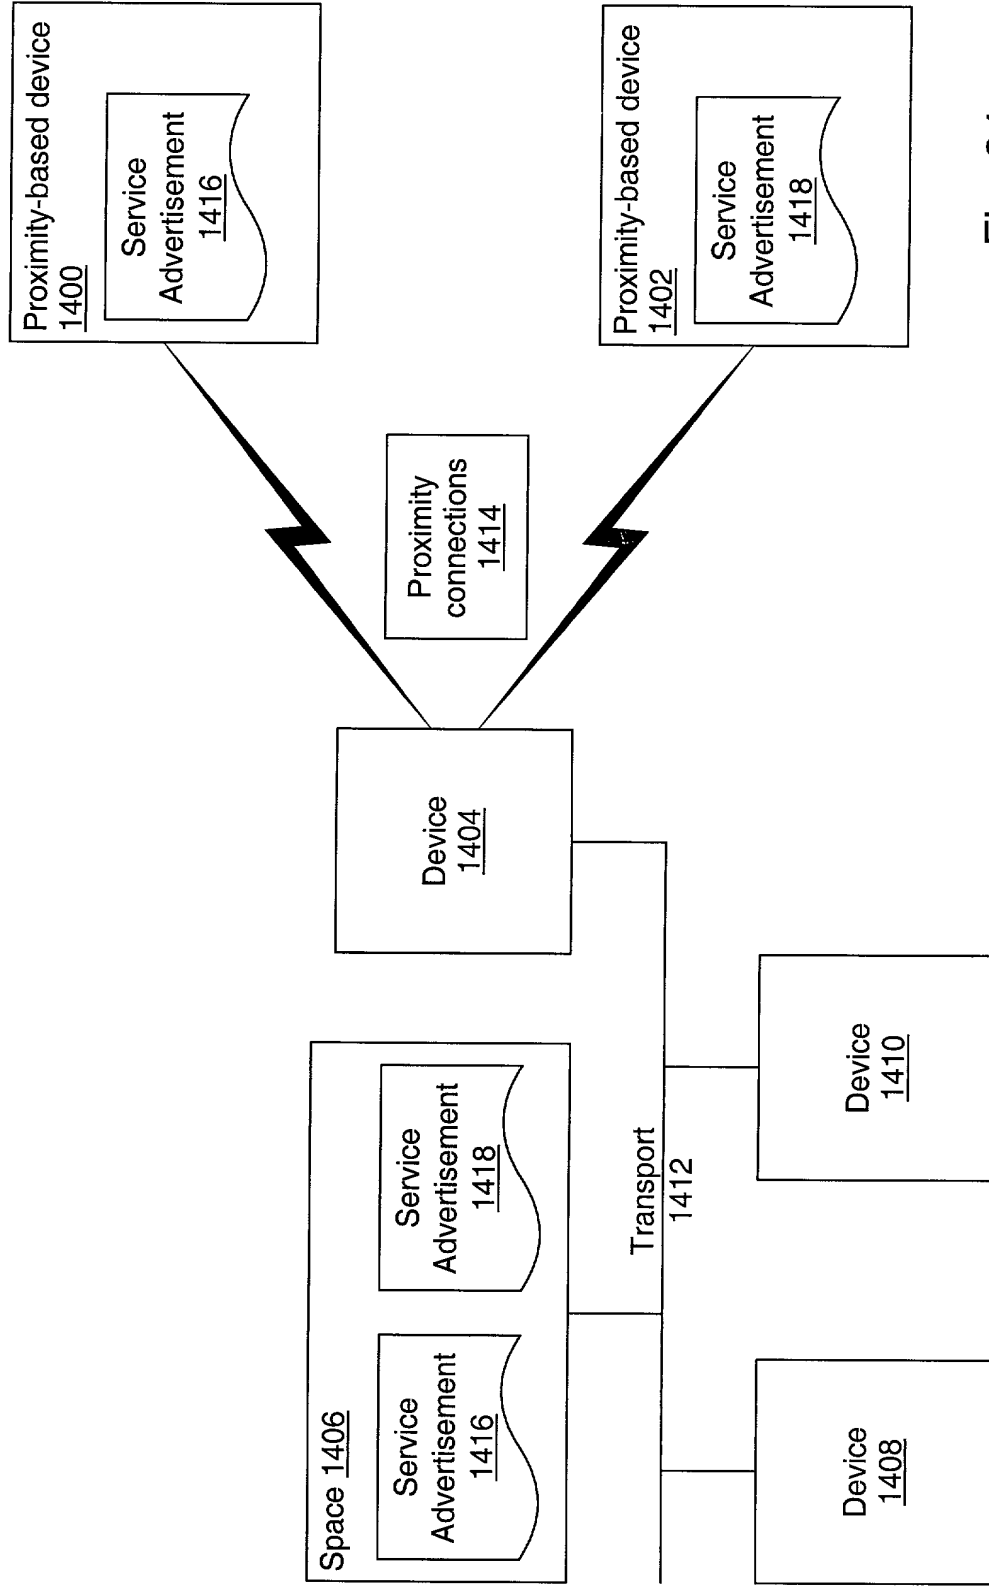 Proximity-based device
1400
Service
Advertisement
1416
Proximity-based device
1402
Service
Advertisement
1418
Proximity
connections
1414
Device
1404
Space 1406
Service
Advertisement
1416
Service
Advertisement
1418
Transport
1412
Device
1410
Device
1408